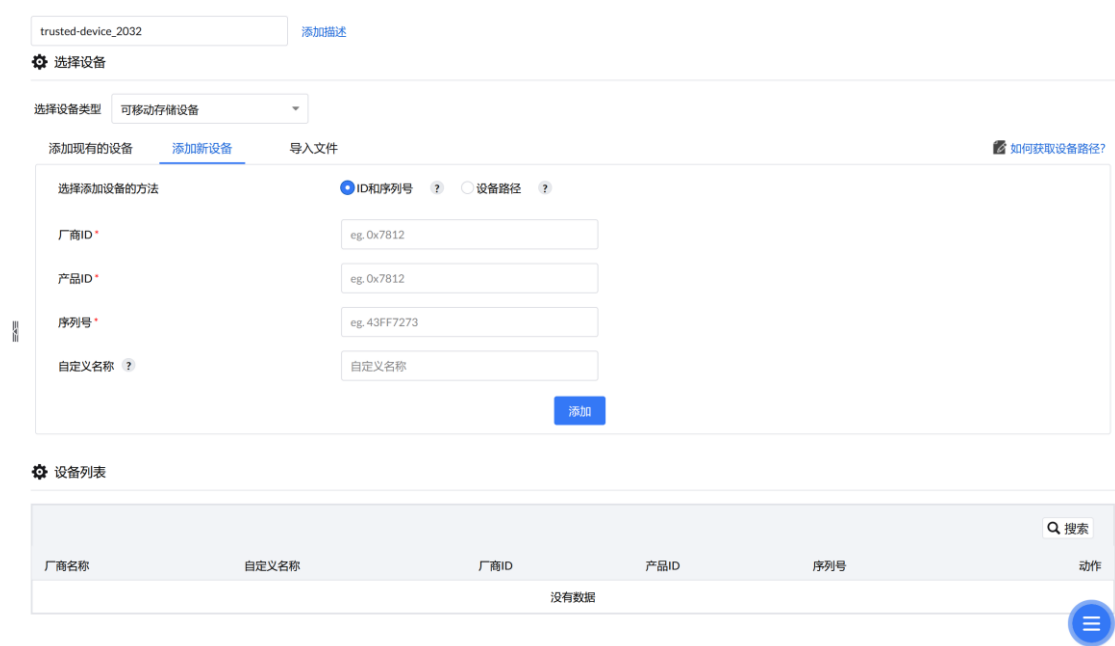 trusted-device_2032 添加描述
选择设备
选择设备类型 可移动存储设备
添加现有的设备 添加新设备 导入文件 如何获取设备路径?
选择添加设备的方法 ID和序列号 ? 设备路径 ?
厂商ID* eg. 0x7812
产品ID* eg. 0x7812
序列号* eg. 43FF7273
自定义名称 ? 自定义名称
添加
设备列表
搜索
厂商名称 自定义名称 厂商ID 产品ID 序列号 动作
没有数据